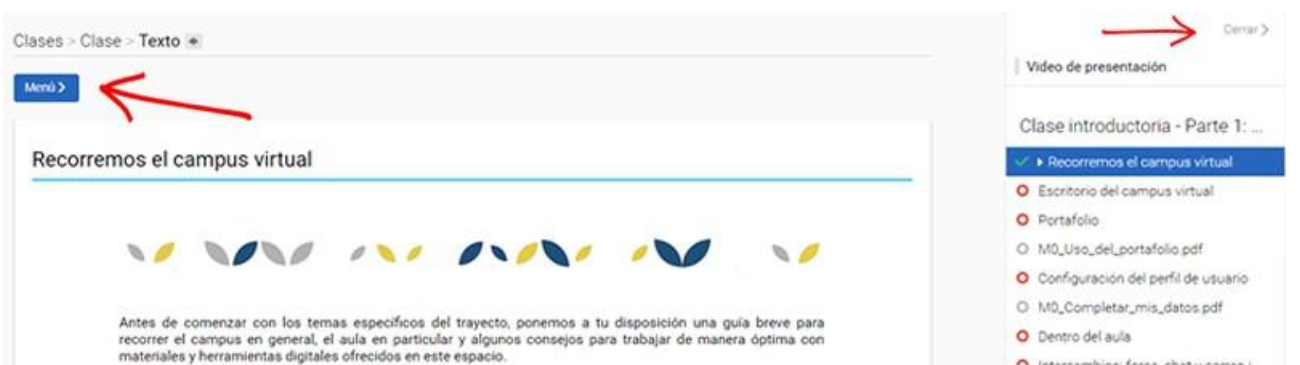 Clases > Clase > Texto
Menú >
Recorremos el campus virtual
Antes de comenzar con los temas específicos del trayecto, ponemos a tu disposición una guía breve para
recorrer el campus en general, el aula en particular y algunos consejos para trabajar de manera óptima con
materiales y herramientas digitales ofrecidos en este espacio.
Cerrar >
Video de presentación
Clase introductoria - Parte 1: ...
Recorremos el campus virtual
Escritorio del campus virtual
Portafolio
M0_Uso_del_portafolio.pdf
Configuración del perfil de usuario
M0_Completar_mis_datos.pdf
Dentro del aula